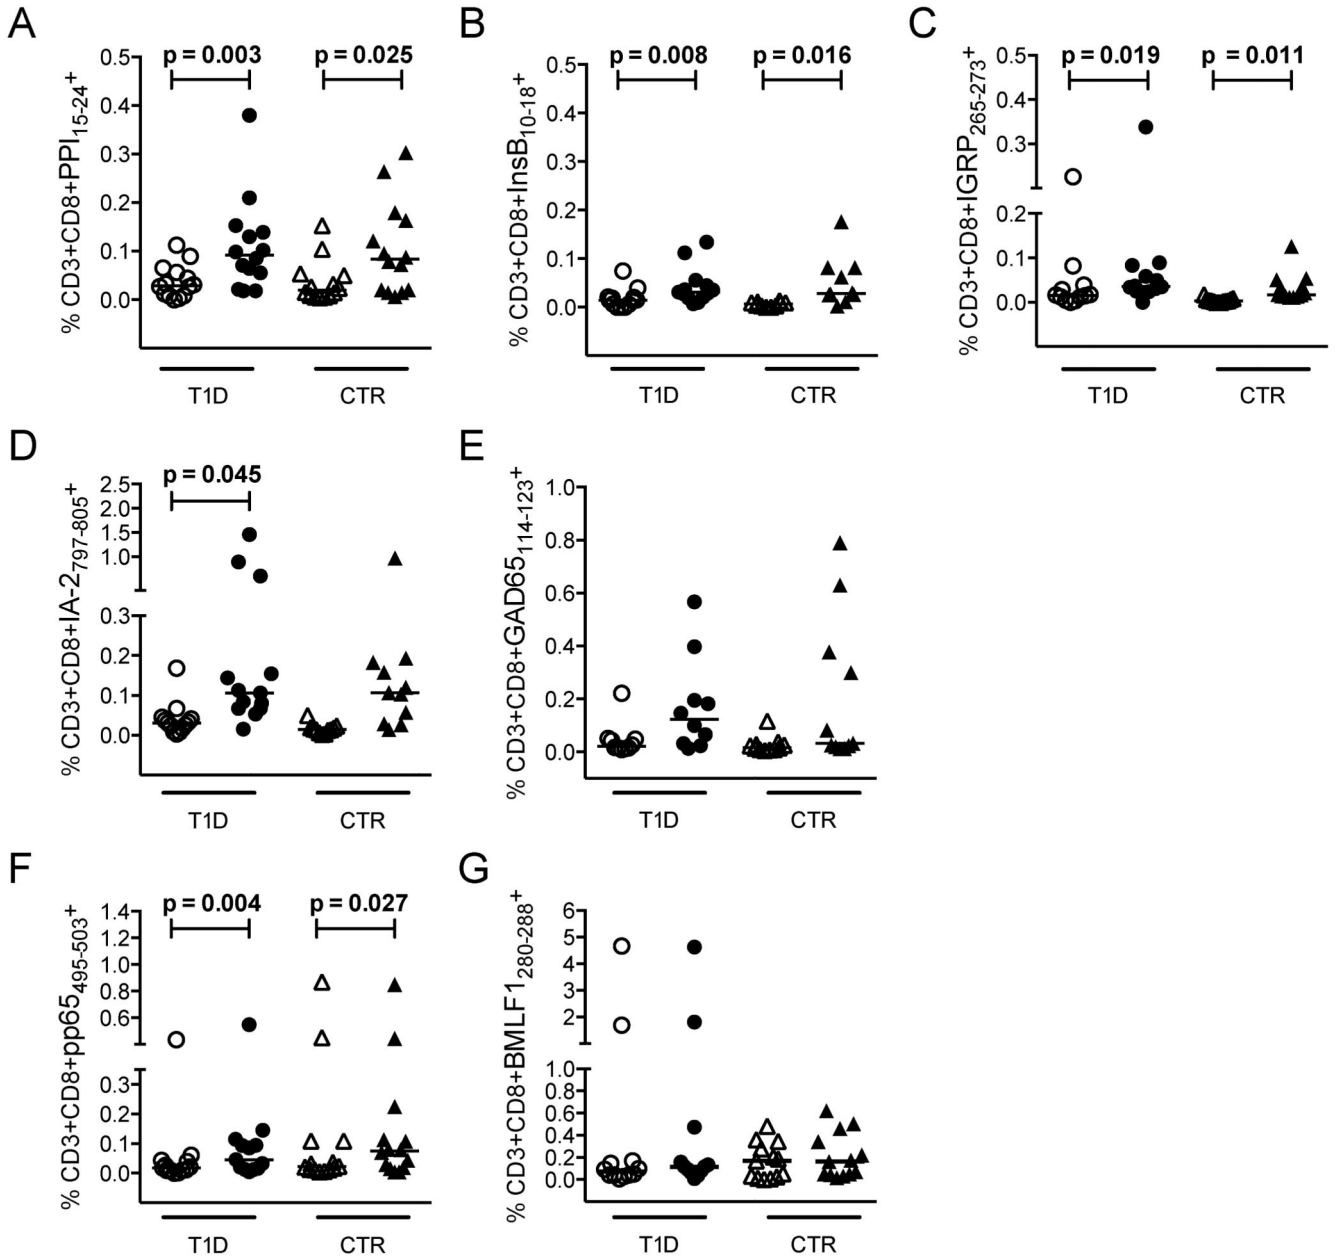 A
p = 0.003 p = 0.025
% CD3+CD8+PPI15-24+
0.5
0.4
0.3
0.2
0.1
0.0
T1D CTR
B
p = 0.008 p = 0.016
% CD3+CD8+InsB10-18+
0.5
0.4
0.3
0.2
0.1
0.0
T1D CTR
C
p = 0.019 p = 0.011
% CD3+CD8+IGRP265-273+
0.5
0.4
0.3
0.2
0.1
0.0
T1D CTR
D
p = 0.045
% CD3+CD8+IA-2797-805+
2.5
2.0
1.5
1.0
0.3
0.2
0.1
0.0
T1D CTR
E
% CD3+CD8+GAD65114-123+
1.0
0.8
0.6
0.4
0.2
0.0
T1D CTR
F
p = 0.004 p = 0.027
% CD3+CD8+pp65495-503+
1.4
1.2
1.0
0.8
0.6
0.3
0.2
0.1
0.0
T1D CTR
G
% CD3+CD8+BMLF1280-288+
6
5
4
3
2
1.0
0.8
0.6
0.4
0.2
0.0
T1D CTR